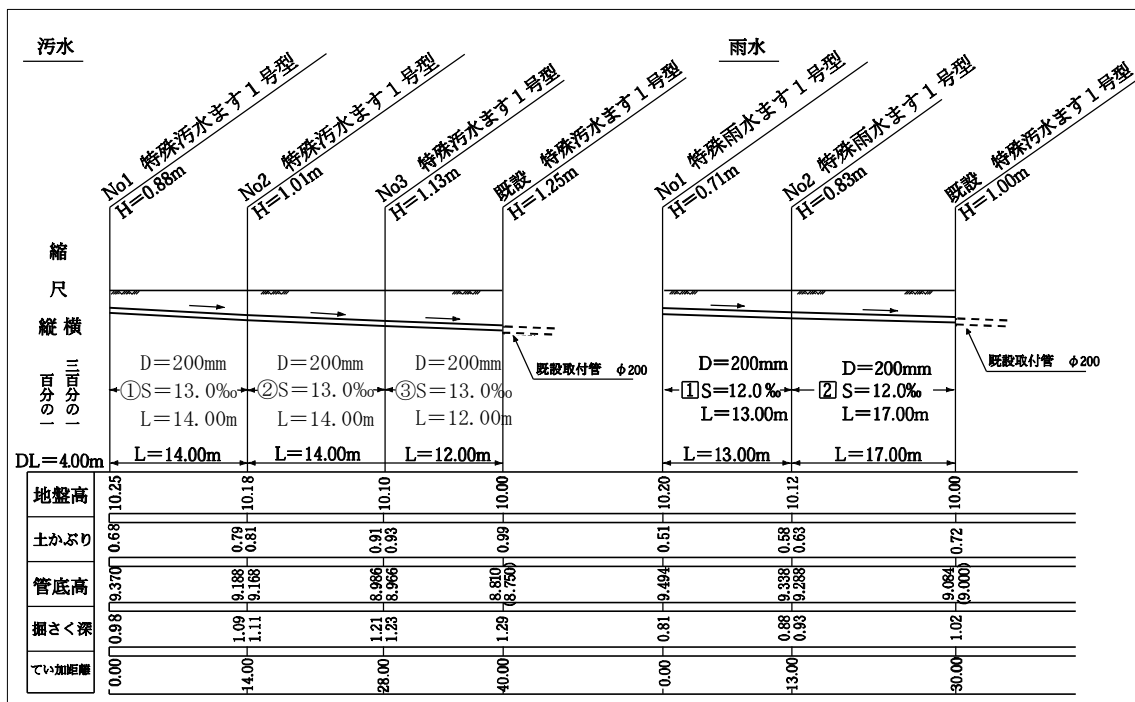 汚水
雨水
No1 特殊汚水ます１号型
H＝0.88m
No2 特殊汚水ます１号型
H＝1.01m
No3 特殊汚水ます１号型
H＝1.13m
既設 特殊汚水ます１号型
H＝1.25m
No1 特殊雨水ます１号型
H＝0.71m
No2 特殊雨水ます１号型
H＝0.83m
既設 特殊汚水ます１号型
H＝1.00m
縮尺
縦 百分の一
横 三百分の一
D＝200mm
①S＝13.0‰
L＝14.00m
D＝200mm
②S＝13.0‰
L＝14.00m
D＝200mm
③S＝13.0‰
L＝12.00m
既設取付管 φ200
D＝200mm
1 S＝12.0‰
L＝13.00m
D＝200mm
2 S＝12.0‰
L＝17.00m
既設取付管 φ200
DL＝4.00m
L＝14.00m L＝14.00m L＝12.00m L＝13.00m L＝17.00m
地盤高 10.25 10.18 10.10 10.00 10.20 10.12 10.00
土かぶり 0.68 0.79 0.81 0.91 0.93 0.99 0.51 0.58 0.63 0.72
管底高 9.370 9.188 9.168 8.986 8.966 8.810 (8.750) 9.494 9.338 9.288 9.084 (9.000)
掘さく深 0.98 1.09 1.11 1.21 1.23 1.29 0.81 0.88 0.93 1.02
てい加距離 0.00 14.00 28.00 40.00 0.00 13.00 30.00